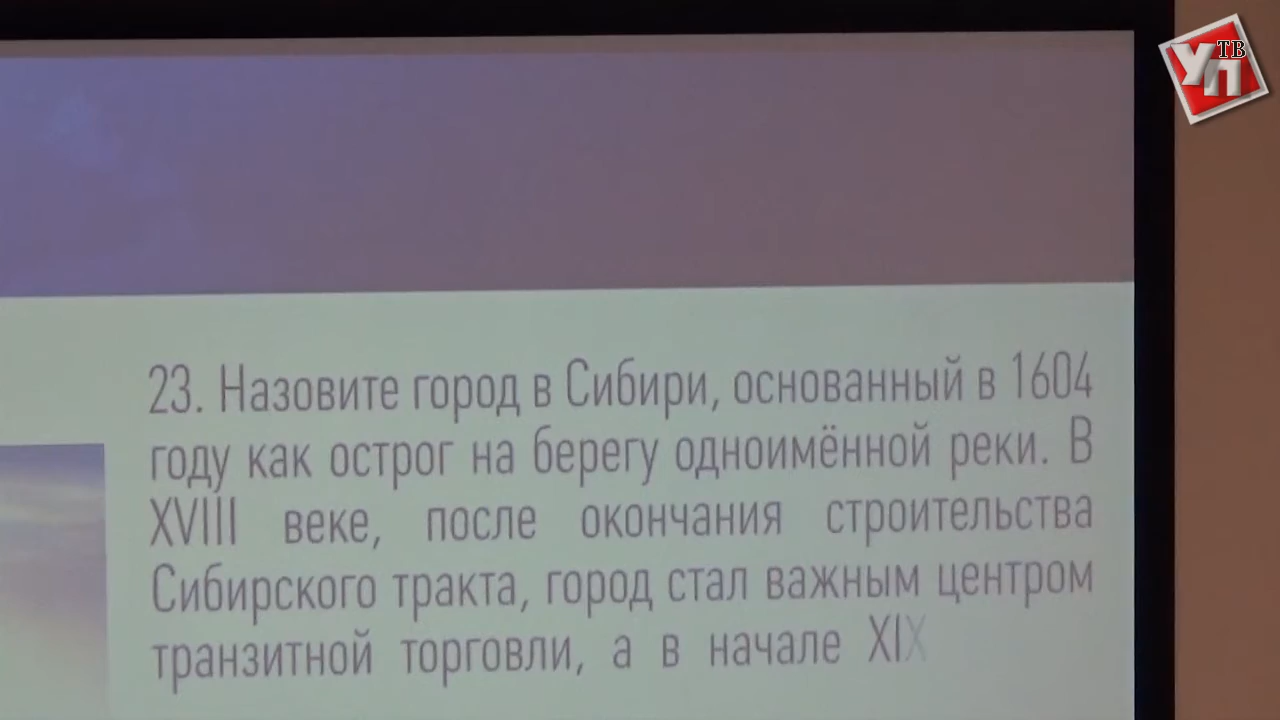 УП ТВ
23. Назовите город в Сибири, основанный в 1604
году как острог на берегу одноимённой реки. В
XVIII веке, после окончания строительства
Сибирского тракта, город стал важным центром
транзитной торговли, а в начале XIX